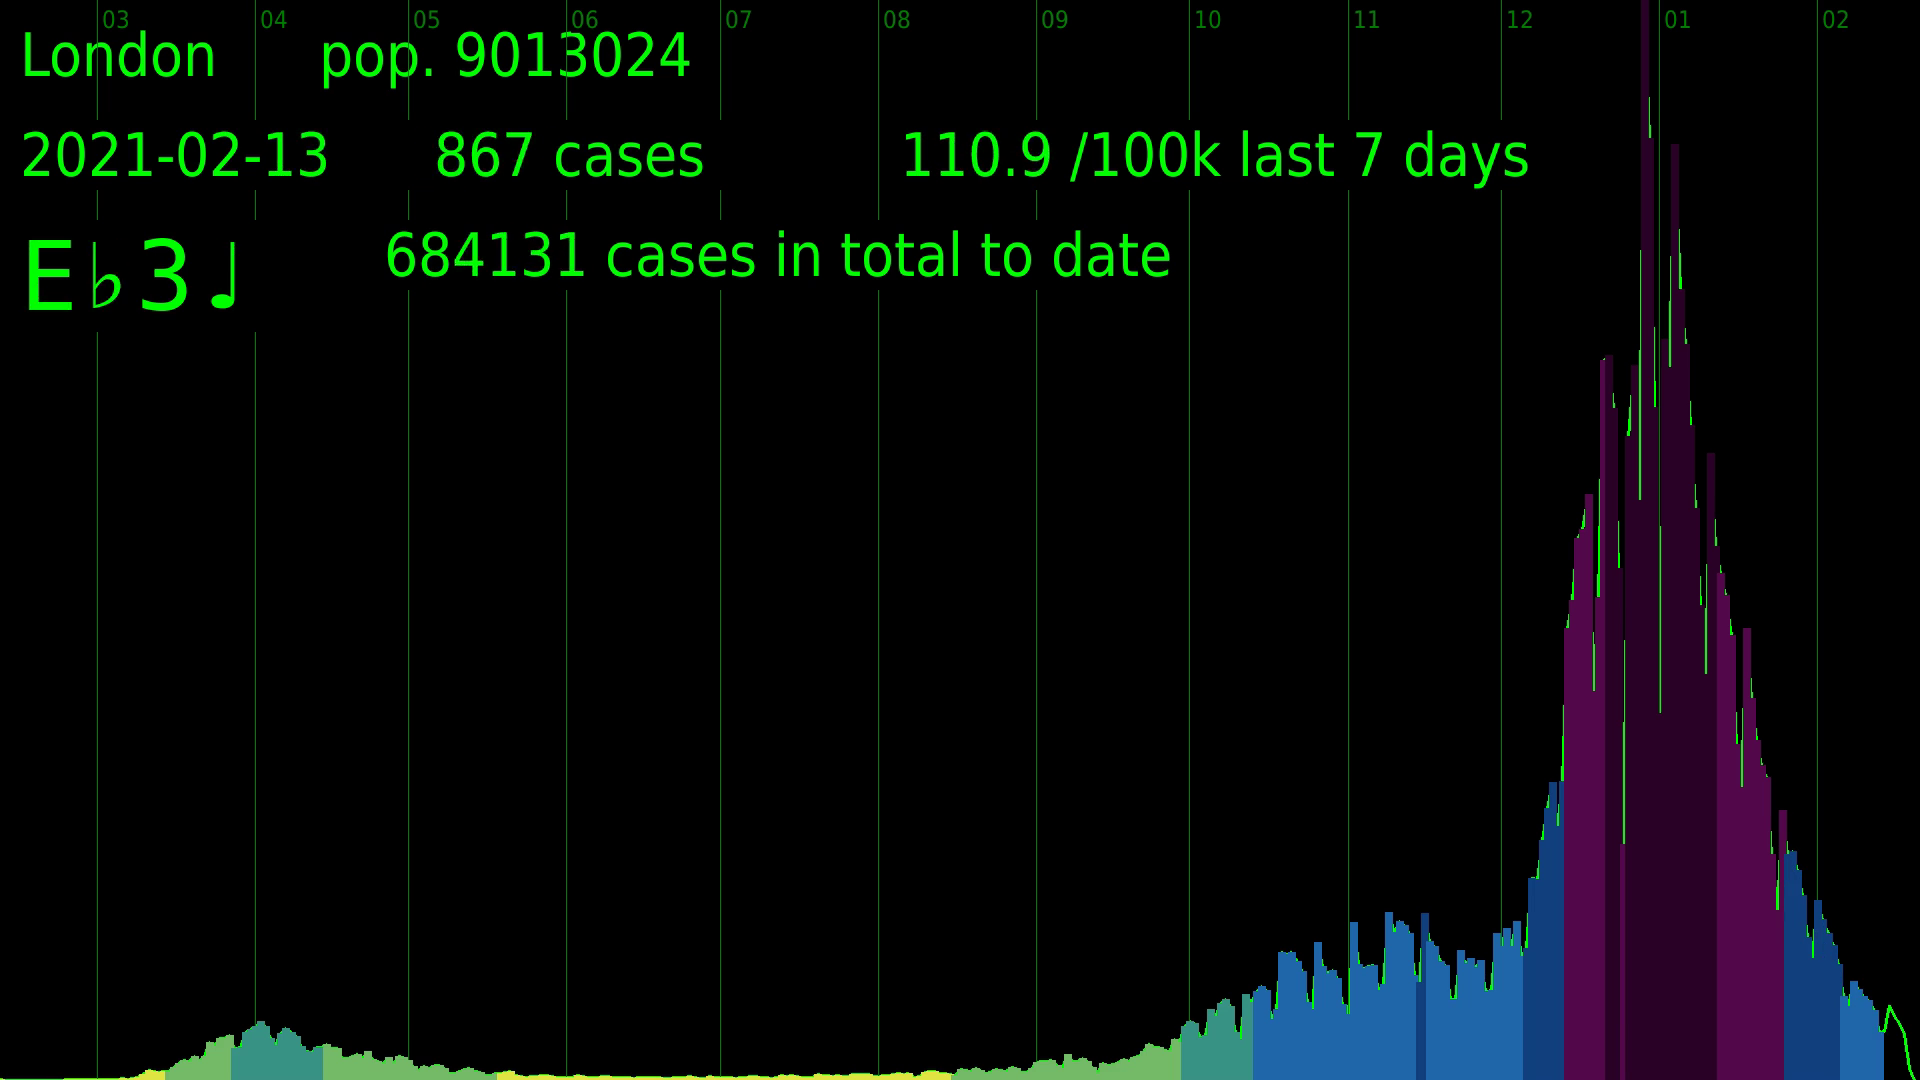 03 04 05 06 07 08 09 10 11 12 01 02
London pop. 9013024
2021-02-13 867 cases 110.9 /100k last 7 days
E♭3♩ 684131 cases in total to date